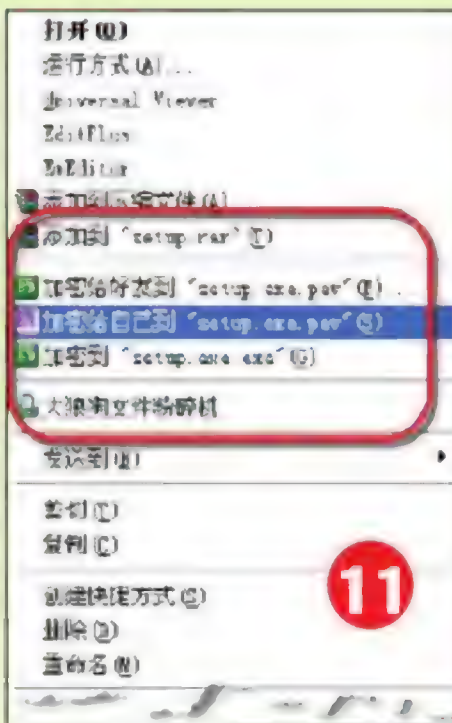 打开(O)
运行方式(A)...
Universal Viewer
EditPlus
EmEditor
添加到压缩文件(A)...
添加到 "setup.rar"(T)
加密给好友到 "setup.exe.pev"(F)...
加密给自己到 "setup.exe.pev"(S)
加密到 "setup.exe.exe"(G)
大狼狗文件粉碎机
发送到(N)
剪切(T)
复制(C)
创建快捷方式(S)
删除(D)
重命名(M)
11